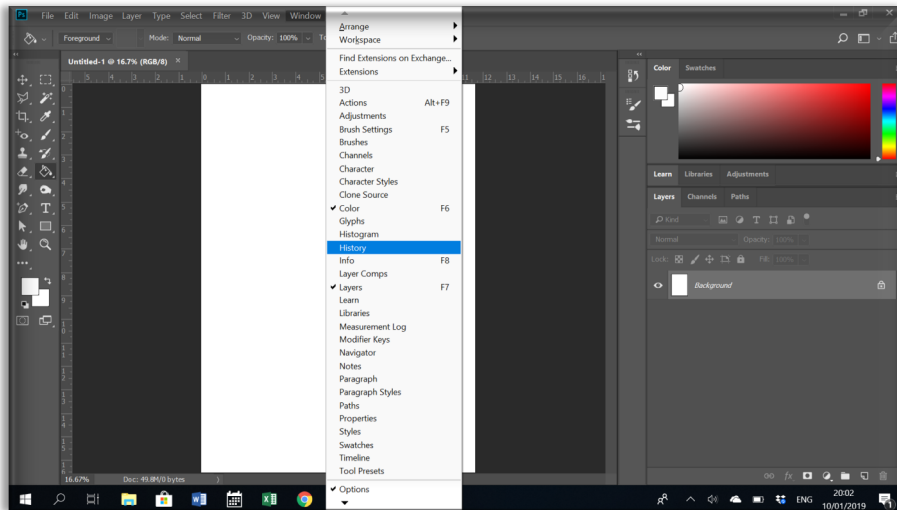 Ps File Edit Image Layer Type Select Filter 3D View Window
Foreground Mode: Normal Opacity: 100%
Untitled-1 @ 16.7% (RGB/8) ×
Arrange
Workspace
Find Extensions on Exchange...
Extensions
3D
Actions Alt+F9
Adjustments
Brush Settings F5
Brushes
Channels
Character
Character Styles
Clone Source
Color F6
Glyphs
Histogram
History
Info F8
Layer Comps
Layers F7
Learn
Libraries
Measurement Log
Modifier Keys
Navigator
Notes
Paragraph
Paragraph Styles
Paths
Properties
Styles
Swatches
Timeline
Tool Presets
Options
Color Swatches
Learn Libraries Adjustments
Layers Channels Paths
Kind
Normal Opacity: 100%
Lock: Fill: 100%
Background
fx
16.67% Doc: 49.8M/0 bytes
ENG
20:02
10/01/2019